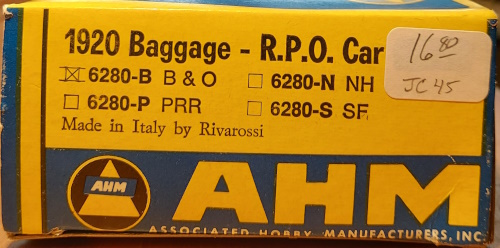 1920 Baggage - R.P.O. Car
16.80
JC 45
☒ 6280-B B & O ☐ 6280-N NH
☐ 6280-P PRR ☐ 6280-S SF
Made in Italy by Rivarossi
AHM
AHM
ASSOCIATED HOBBY MANUFACTURERS, INC